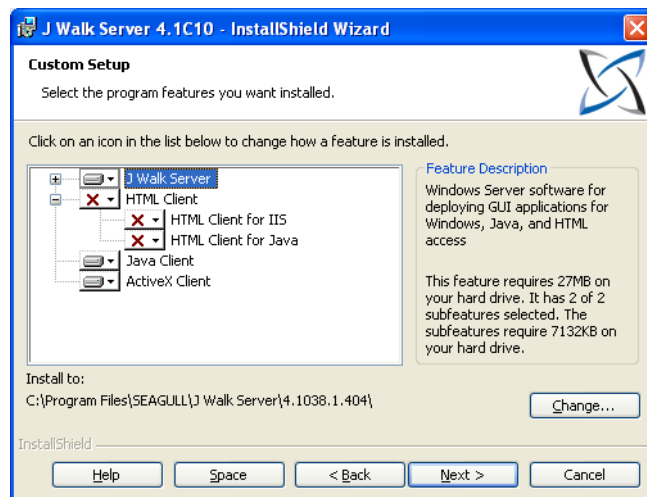 J Walk Server 4.1C10 - InstallShield Wizard
Custom Setup
Select the program features you want installed.
Click on an icon in the list below to change how a feature is installed.
J Walk Server
HTML Client
HTML Client for IIS
HTML Client for Java
Java Client
ActiveX Client
Feature Description
Windows Server software for
deploying GUI applications for
Windows, Java, and HTML
access
This feature requires 27MB on
your hard drive. It has 2 of 2
subfeatures selected. The
subfeatures require 7132KB on
your hard drive.
Install to:
C:\Program Files\SEAGULL\J Walk Server\4.1038.1.404\
Change...
InstallShield
Help
Space
< Back
Next >
Cancel